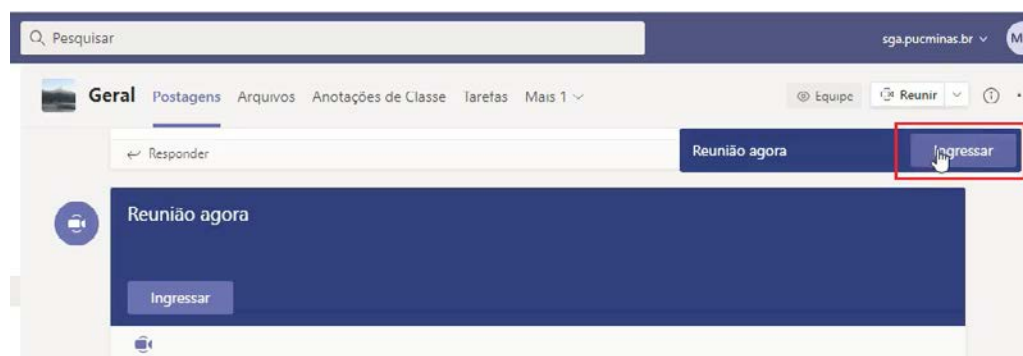 Pesquisar
sga.pucminas.br
M
Geral Postagens Arquivos Anotações de Classe Tarefas Mais 1
Equipe
Reunir
Responder
Reunião agora
Ingressar
Reunião agora
Ingressar